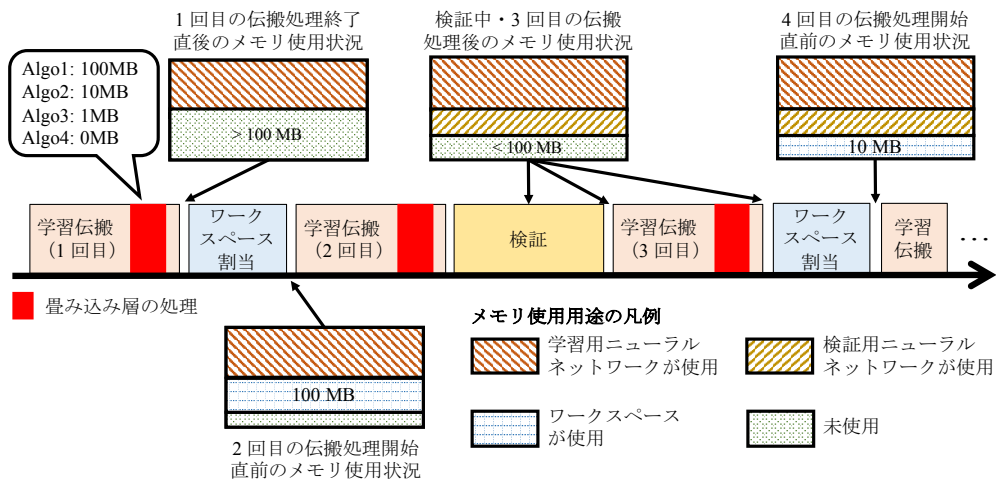 1 回目の伝搬処理終了
直後のメモリ使用状況
検証中・3 回目の伝搬
処理後のメモリ使用状況
4 回目の伝搬処理開始
直前のメモリ使用状況
Algo1: 100MB
Algo2: 10MB
Algo3: 1MB
Algo4: 0MB
> 100 MB
< 100 MB
10 MB
学習伝搬
（1 回目）
ワーク
スペース
割当
学習伝搬
（2 回目）
検証
学習伝搬
（3 回目）
ワーク
スペース
割当
学習
伝搬
…
畳み込み層の処理
100 MB
2 回目の伝搬処理開始
直前のメモリ使用状況
メモリ使用用途の凡例
学習用ニューラル
ネットワークが使用
検証用ニューラル
ネットワークが使用
ワークスペース
が使用
未使用